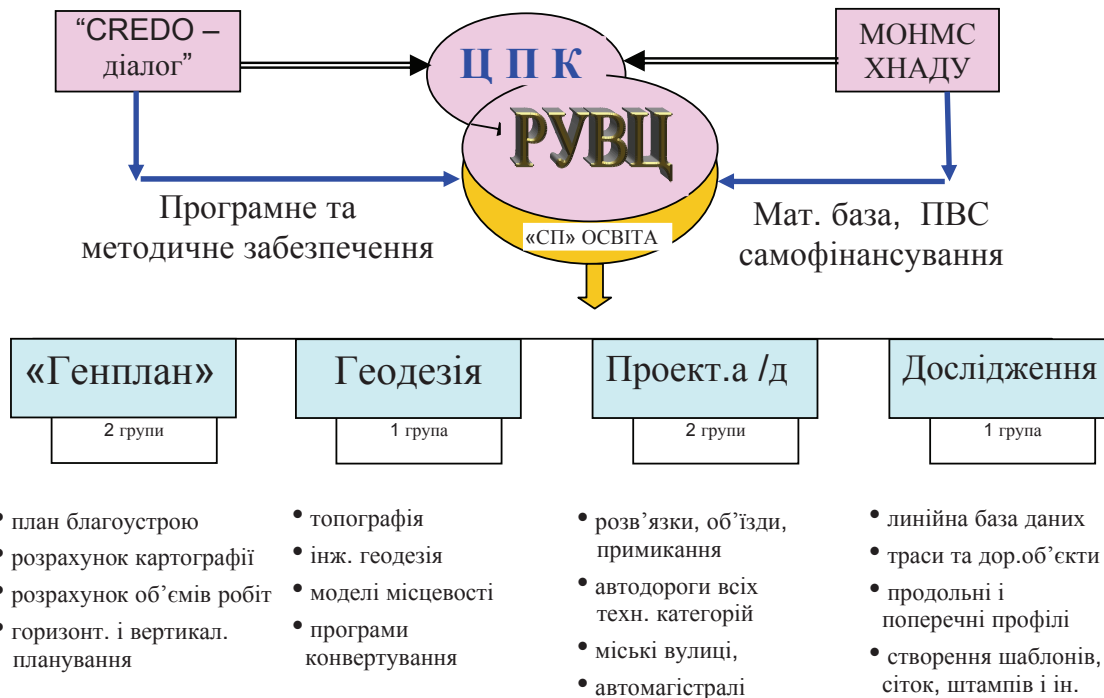 “CREDO –
діалог”
Ц П К
МОНМС
ХНАДУ
РУВЦ
Програмне та
методичне забезпечення
«СП» ОСВІТА
Мат. база, ПВС
самофінансування
«Генплан»
2 групи
• план благоустрою
• розрахунок картографії
• розрахунок об’ємів робіт
• горизонт. і вертикал.
планування
Геодезія
1 група
• топографія
• інж. геодезія
• моделі місцевості
• програми
конвертування
Проект.а /д
2 групи
• розв’язки, об’їзди,
примикання
• автодороги всіх
техн. категорій
• міські вулиці,
• автомагістралі
Дослідження
1 група
• линійна база даних
• траси та дор.об’єкти
• продольні і
поперечні профілі
• створення шаблонів,
сіток, штампів і ін.